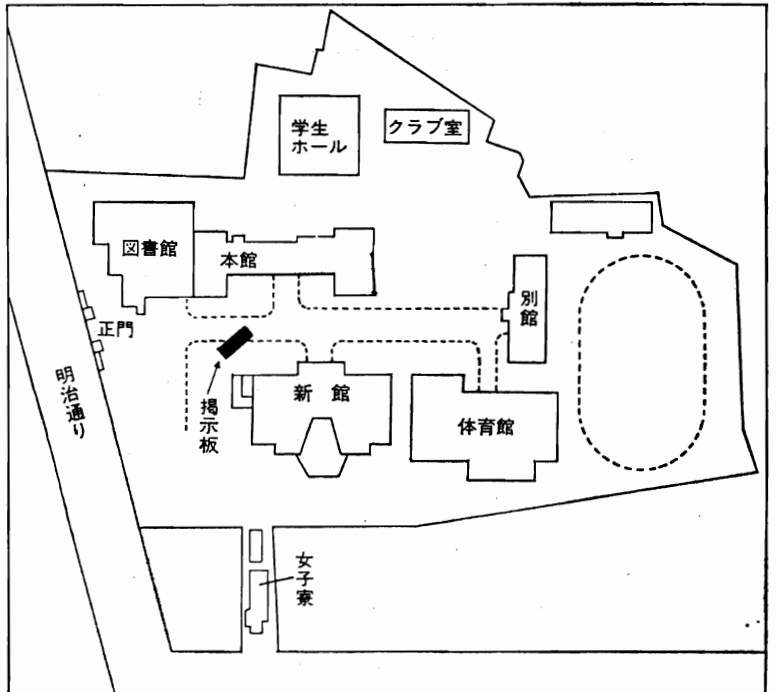 学生
ホール
クラブ室
図書館
本館
別館
正門
明治通り
掲示板
新館
体育館
女子寮